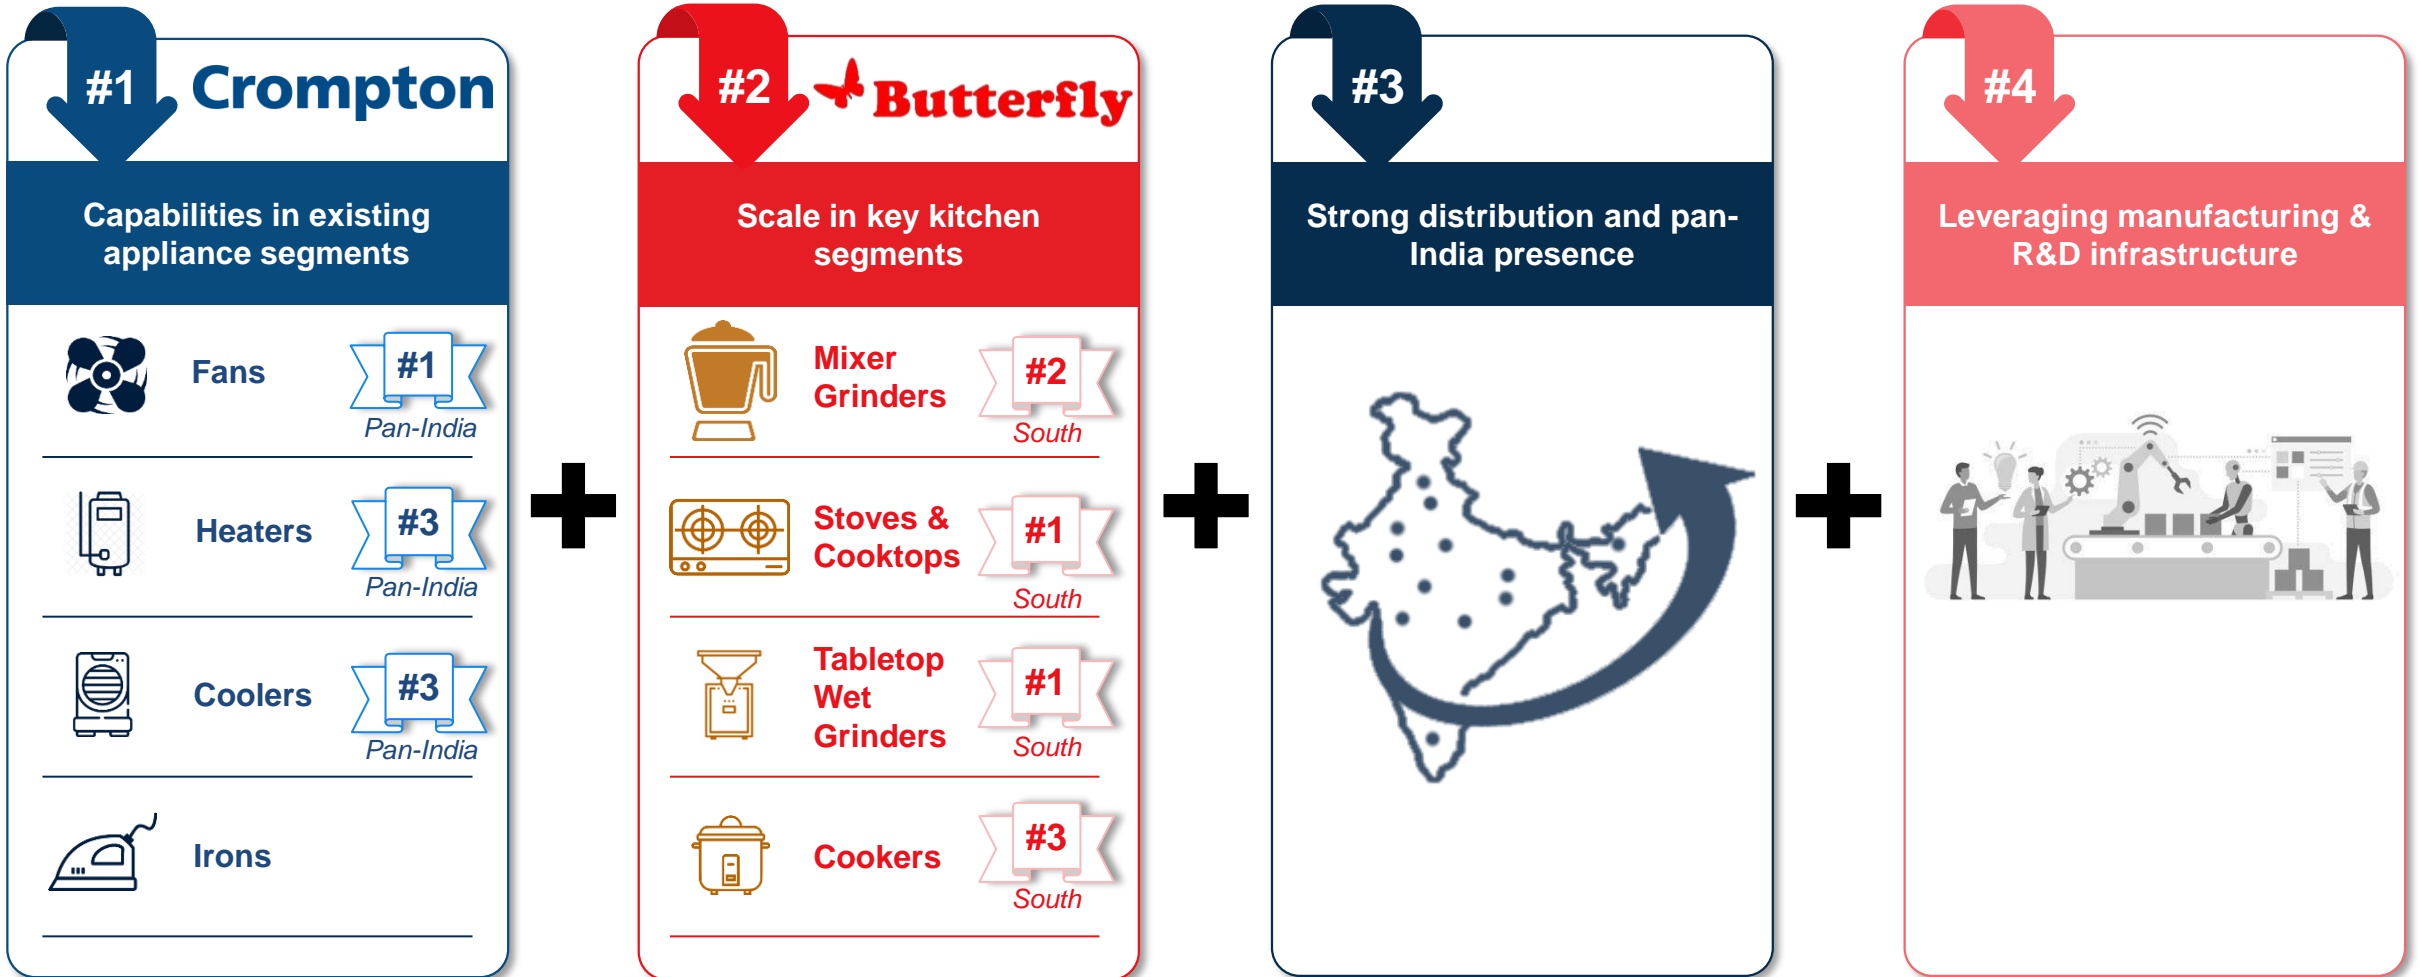 #1
Crompton
Capabilities in existing
appliance segments
Fans
#1
Pan-India
Heaters
#3
Pan-India
Coolers
#3
Pan-India
Irons
#2
Butterfly
Scale in key kitchen
segments
Mixer
Grinders
#2
South
Stoves &
Cooktops
#1
South
Tabletop
Wet
Grinders
#1
South
Cookers
#3
South
#3
Strong distribution and pan-
India presence
#4
Leveraging manufacturing &
R&D infrastructure